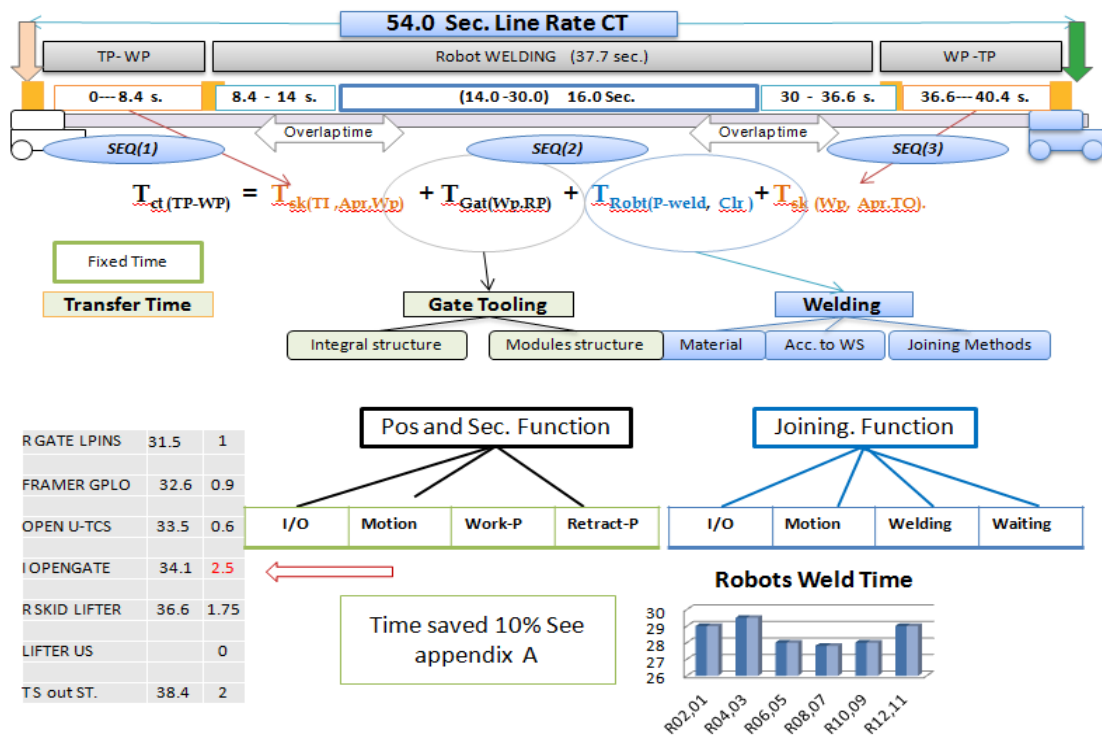 54.0 Sec. Line Rate CT
TP- WP
Robot WELDING (37.7 sec.)
WP -TP
0--- 8.4 s.
8.4 - 14 s.
(14.0 -30.0) 16.0 Sec.
30 - 36.6 s.
36.6--- 40.4 s.
Overlap time
Overlap time
SEQ(1)
SEQ(2)
SEQ(3)
Tct (TP-WP) = Tsk(TI ,Apr,Wp) + TGat(Wp.RP) + TRobt(P-weld, Clr ) + Tsk (Wp, Apr.TO).
Fixed Time
Transfer Time
Gate Tooling
Welding
Integral structure
Modules structure
Material
Acc. to WS
Joining Methods
Pos and Sec. Function
Joining. Function
R GATE LPINS 31.5 1
FRAMER GPLO 32.6 0.9
OPEN U-TCS 33.5 0.6
I OPENGATE 34.1 2.5
R SKID LIFTER 36.6 1.75
LIFTER US 0
T S out ST. 38.4 2
I/O Motion Work-P Retract-P
I/O Motion Welding Waiting
Time saved 10% See
appendix A
Robots Weld Time
30
29
28
27
26
R02,01
R04,03
R06,05
R08,07
R10,09
R12,11